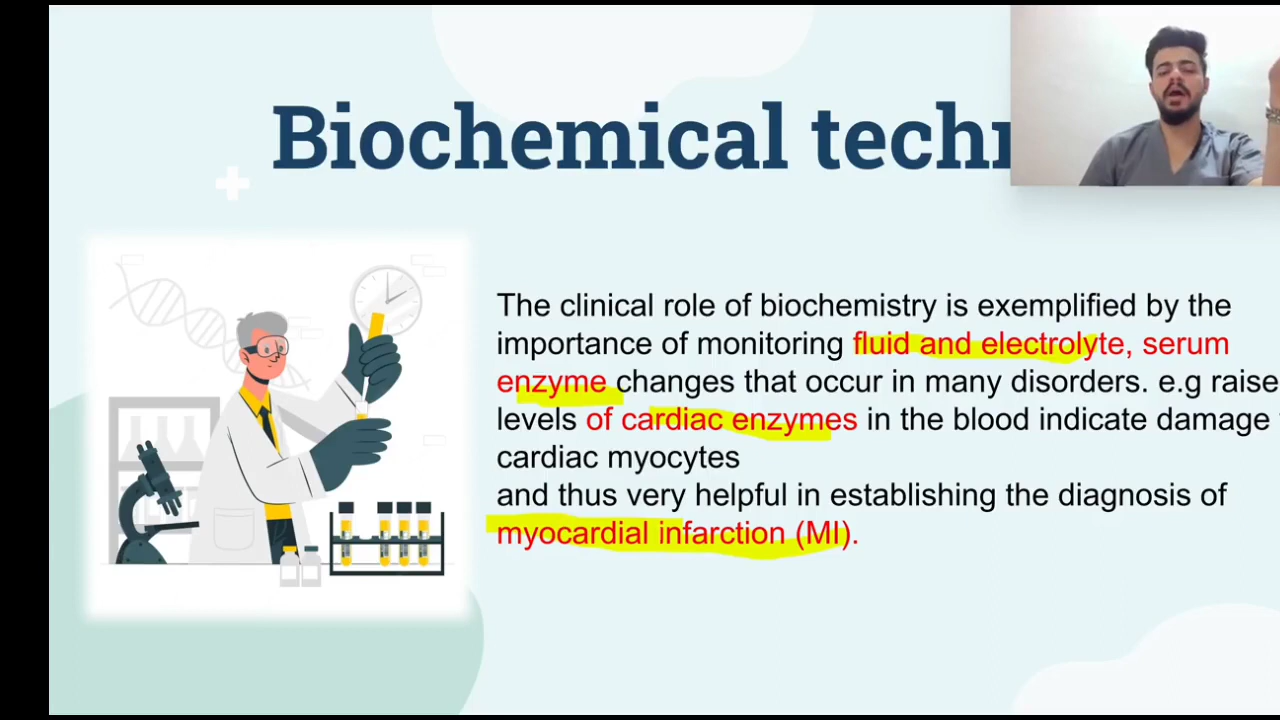 Biochemical techn
The clinical role of biochemistry is exemplified by the
importance of monitoring fluid and electrolyte, serum
enzyme changes that occur in many disorders. e.g raise
levels of cardiac enzymes in the blood indicate damage
cardiac myocytes
and thus very helpful in establishing the diagnosis of
myocardial infarction (MI).